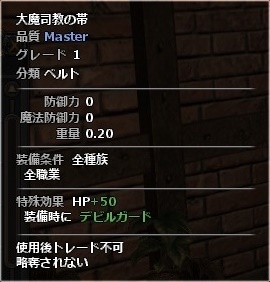 大魔司教の帯
品質 Master
グレード 1
分類 ベルト
防御力 0
魔法防御力 0
重量 0.20
装備条件 全種族
全職業
特殊効果 HP+50
装備時に デビルガード
使用後トレード不可
略奪されない